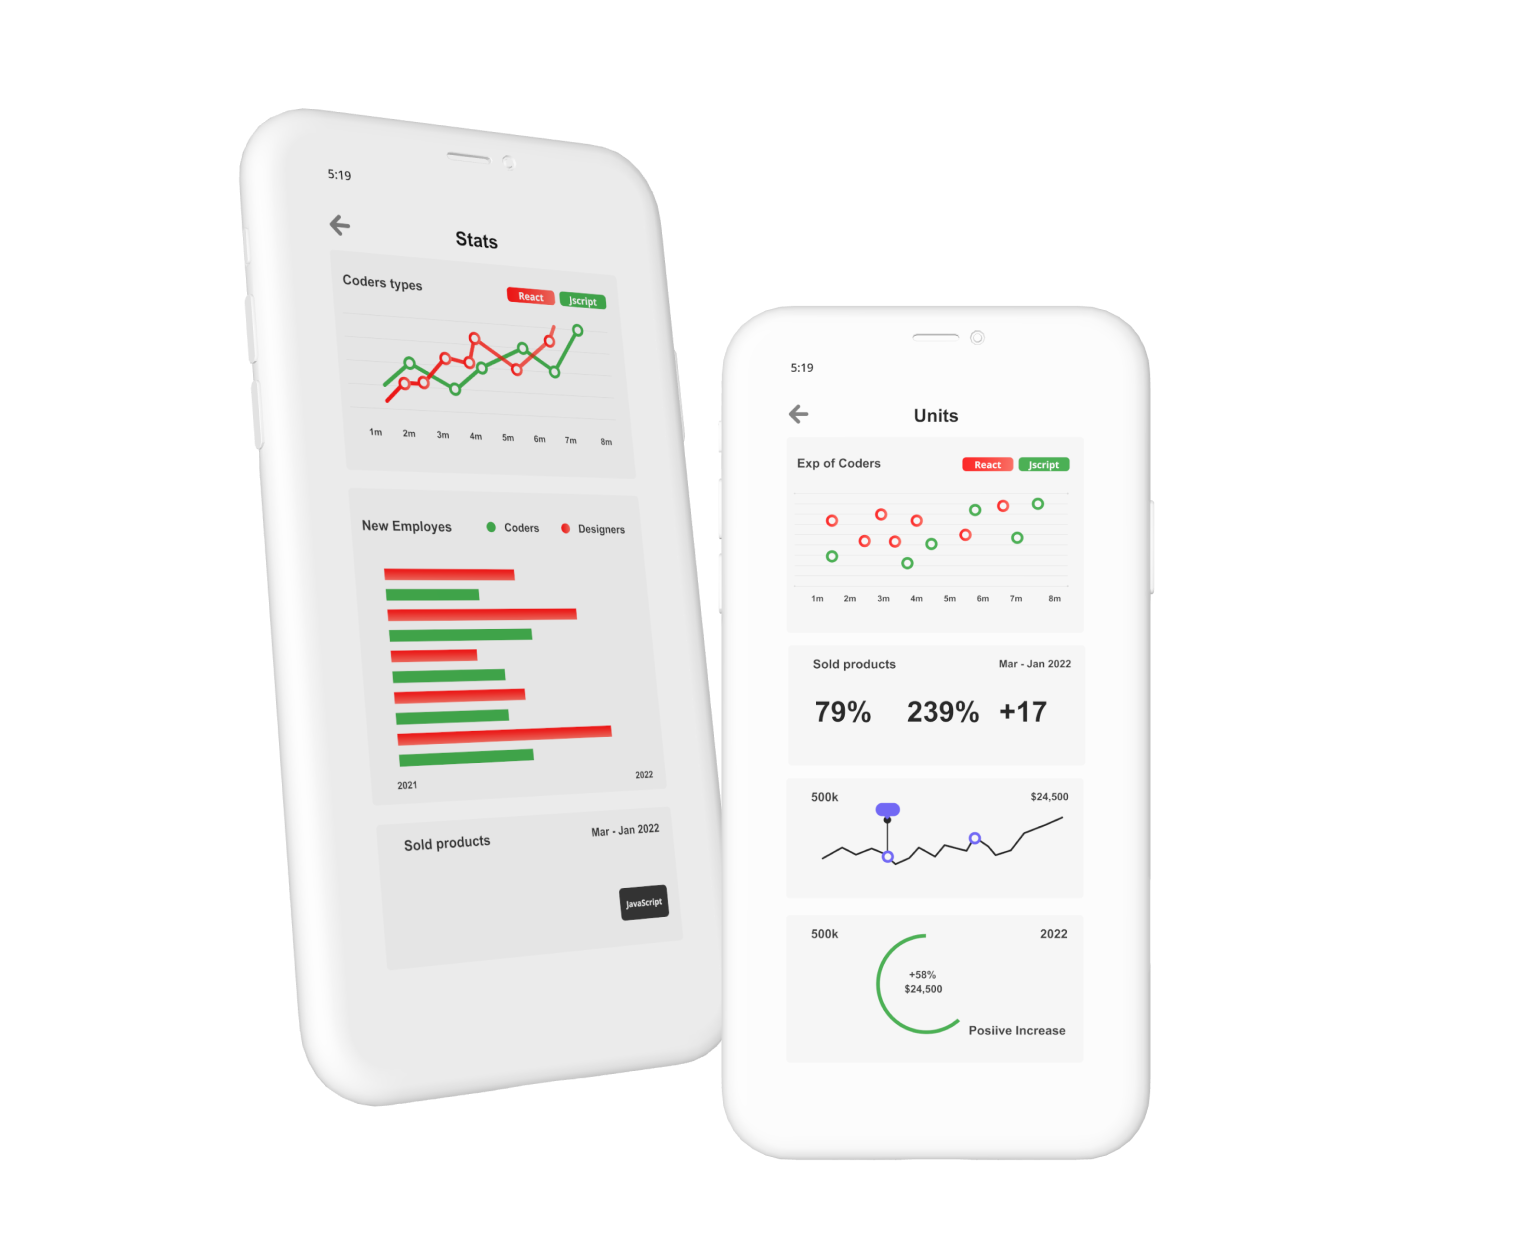 5:19
Stats
Coders types
React Jscript
1m 2m 3m 4m 5m 6m 7m 8m
New Employes
Coders Designers
2021 2022
Sold products
Mar - Jan 2022
JavaScript
5:19
Units
Exp of Coders
React Jscript
1m 2m 3m 4m 5m 6m 7m 8m
Sold products
Mar - Jan 2022
79% 239% +17
500k $24,500
500k 2022
+58%
$24,500
Posiive Increase